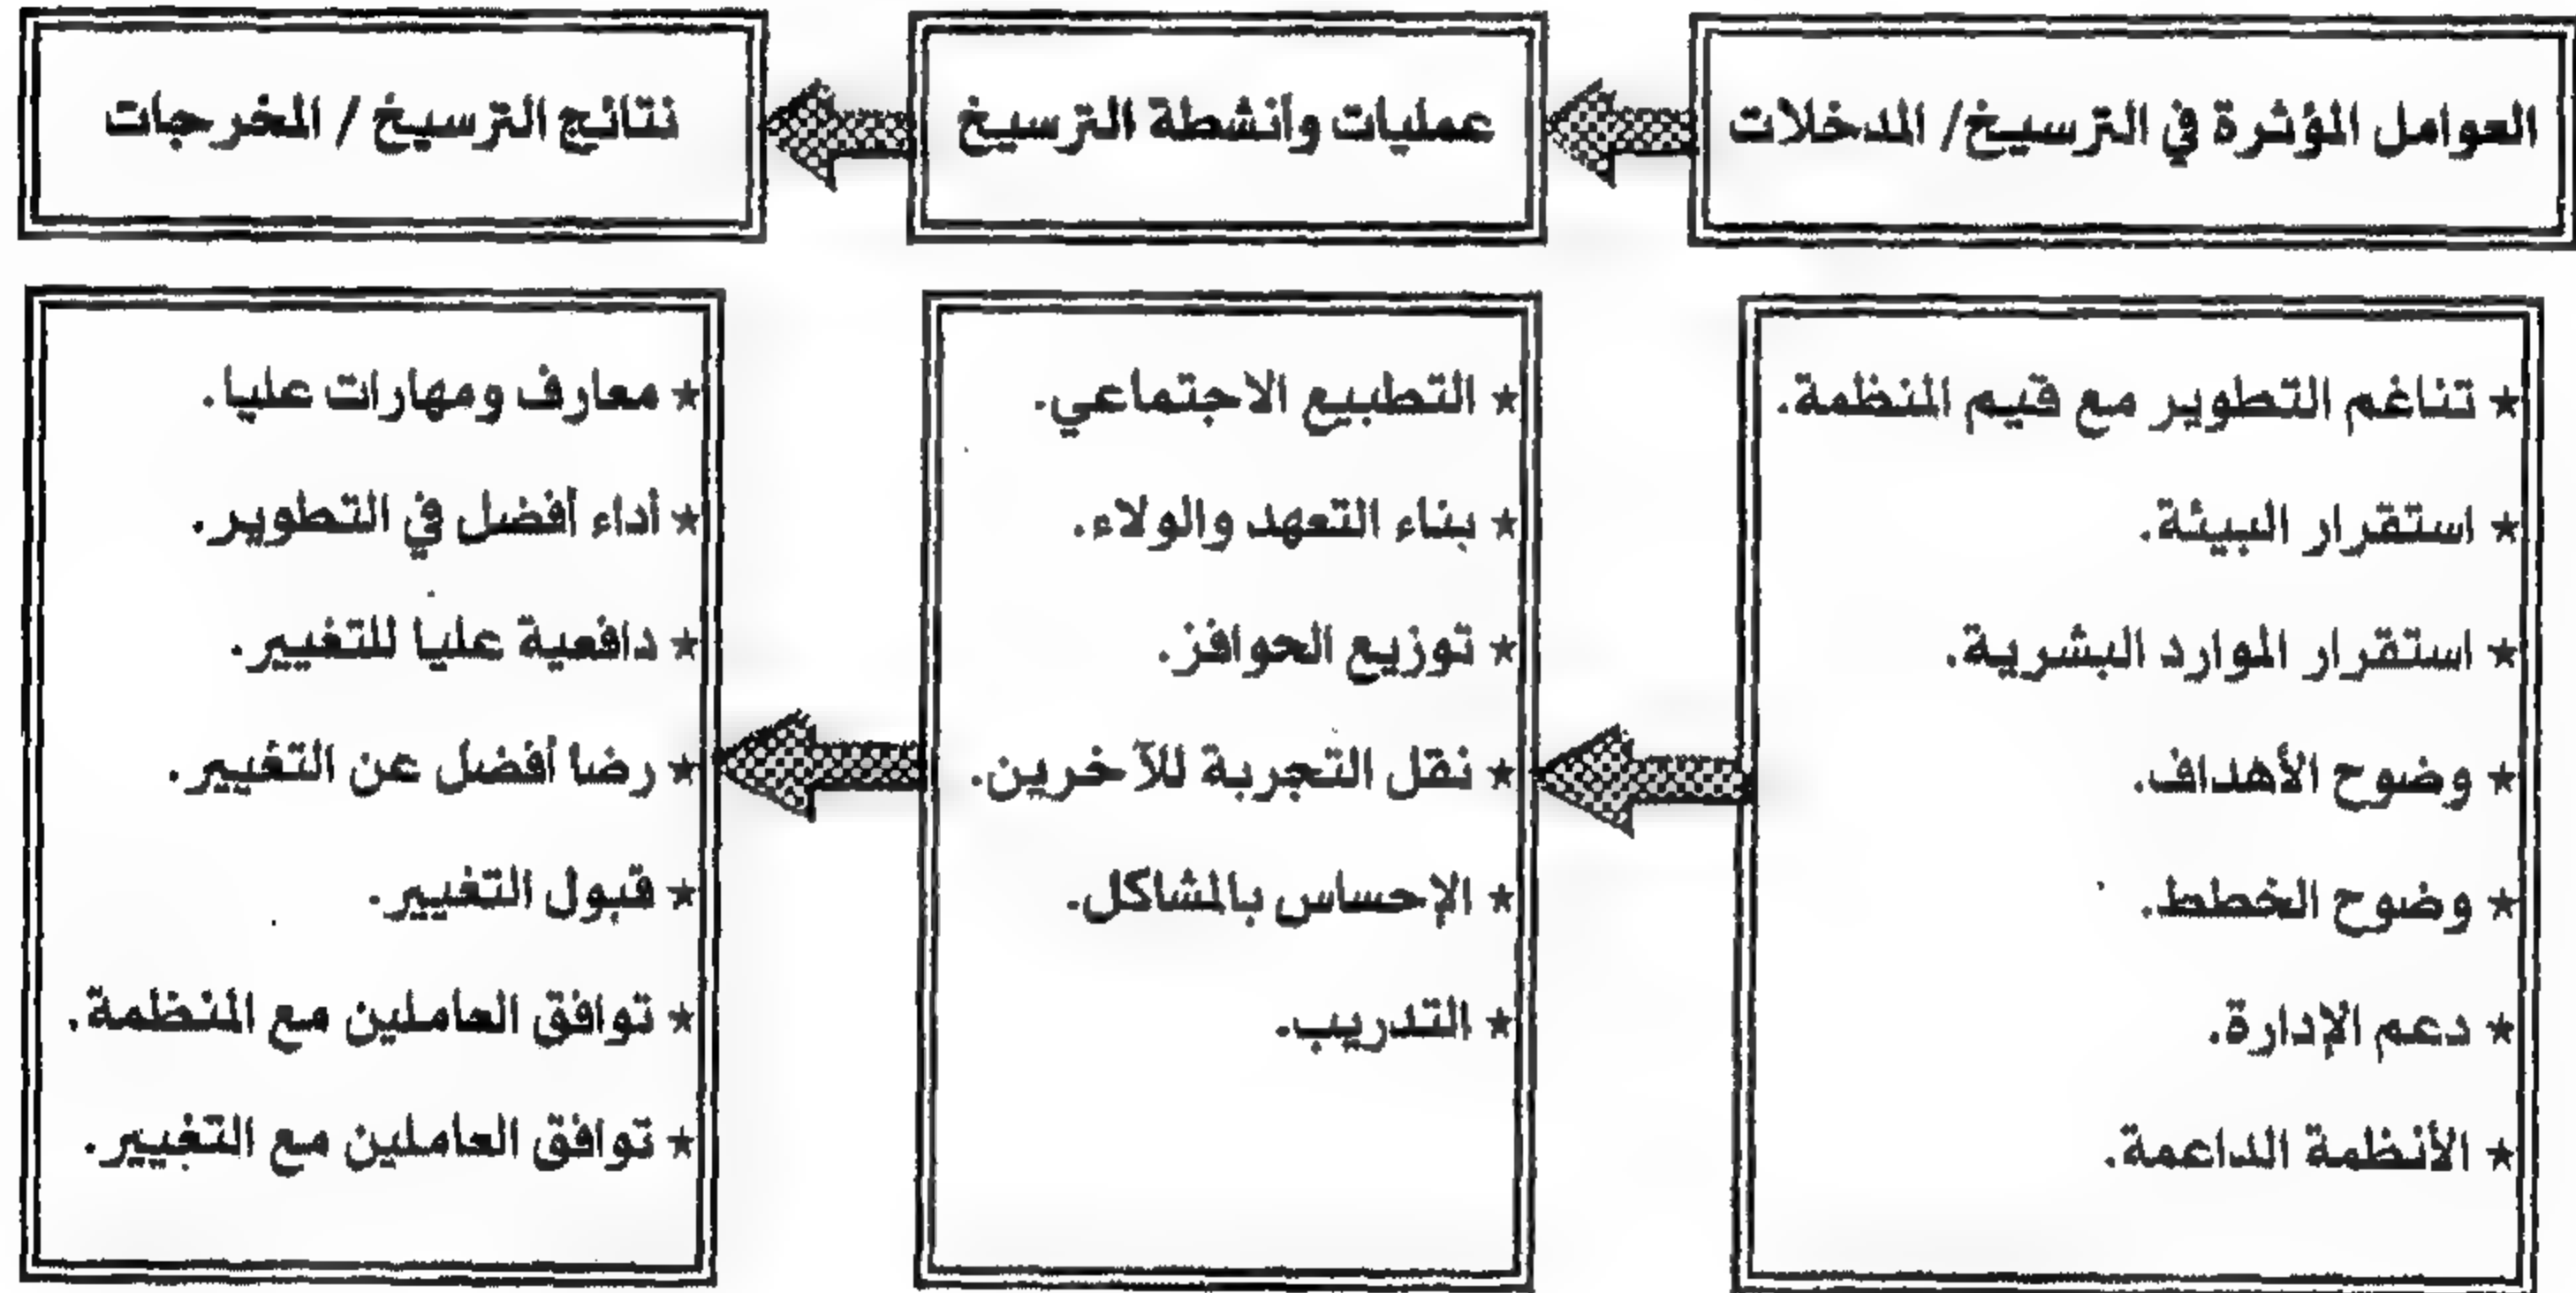 العوامل المؤثرة في الترسيخ/ المدخلات
عمليات وأنشطة الترسيخ
نتائج الترسيخ / المخرجات
★ تناغم التطوير مع قيم المنظمة.
★ استقرار البيئة.
★ استقرار الموارد البشرية.
★ وضوح الأهداف.
★ وضوح الخطط.
★ دعم الإدارة.
★ الأنظمة الداعمة.
★ التطبيع الاجتماعي.
★ بناء التعهد والولاء.
★ توزيع الحوافز.
★ نقل التجربة للآخرين.
★ الإحساس بالمشاكل.
★ التدريب.
★ معارف ومهارات عليا.
★ أداء أفضل في التطوير.
★ دافعية عليا للتغيير.
★ رضا أفضل عن التغيير.
★ قبول التغيير.
★ توافق العاملين مع المنظمة.
★ توافق العاملين مع التغيير.